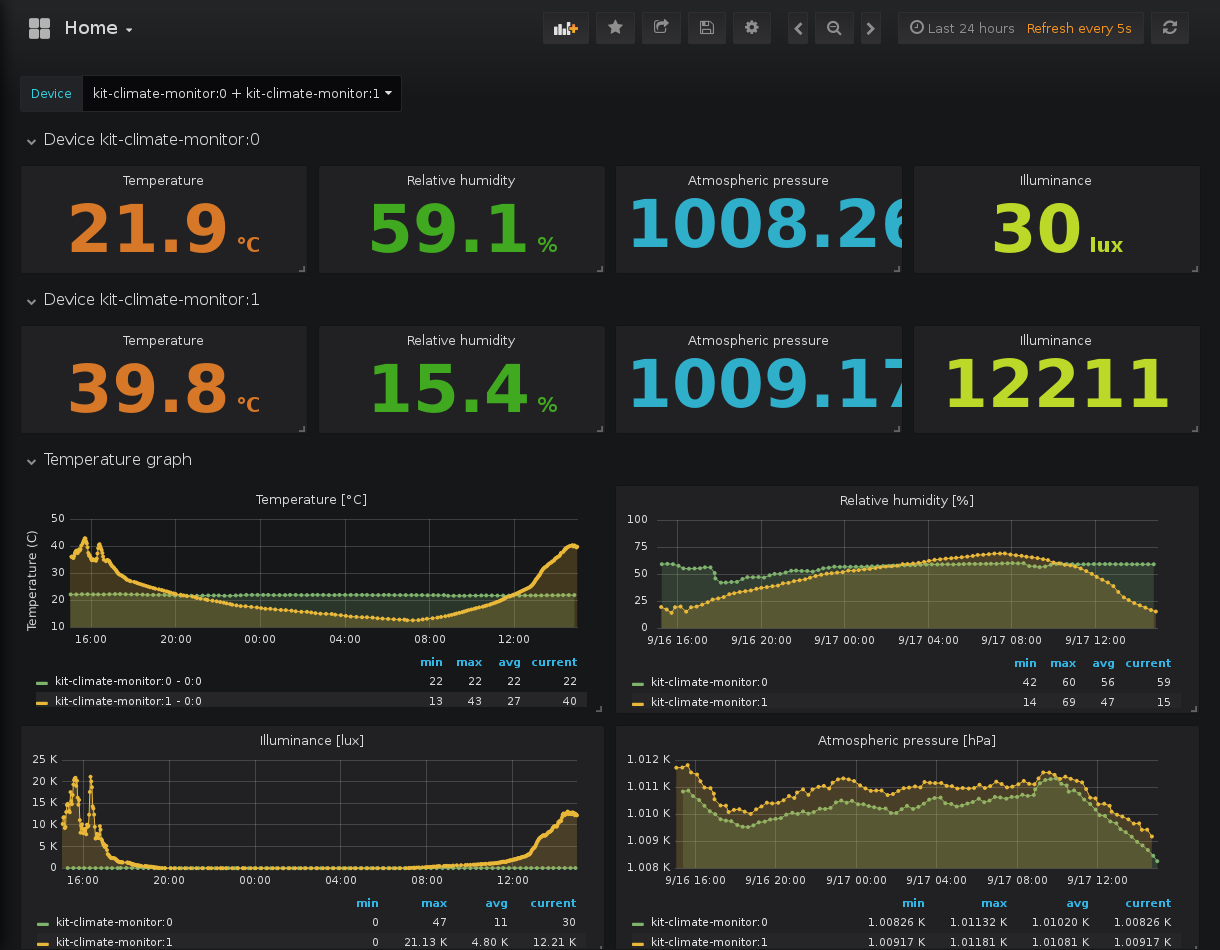 Home
Last 24 hours Refresh every 5s
Device kit-climate-monitor:0 + kit-climate-monitor:1
Device kit-climate-monitor:0
Temperature Relative humidity Atmospheric pressure Illuminance
21.9 °C 59.1 % 1008.26 30 lux
Device kit-climate-monitor:1
Temperature Relative humidity Atmospheric pressure Illuminance
39.8 °C 15.4 % 1009.17 12211
Temperature graph
Temperature [°C]
Temperature (C)
50
40
30
20
10
16:00 20:00 00:00 04:00 08:00 12:00
min max avg current
kit-climate-monitor:0 - 0:0 22 22 22 22
kit-climate-monitor:1 - 0:0 13 43 27 40
Relative humidity [%]
100
75
50
25
0
9/16 16:00 9/16 20:00 9/17 00:00 9/17 04:00 9/17 08:00 9/17 12:00
min max avg current
kit-climate-monitor:0 42 60 56 59
kit-climate-monitor:1 14 69 47 15
Illuminance [lux]
25 K
20 K
15 K
10 K
5 K
0
16:00 20:00 00:00 04:00 08:00 12:00
min max avg current
kit-climate-monitor:0 0 47 11 30
kit-climate-monitor:1 0 21.13 K 4.80 K 12.21 K
Atmospheric pressure [hPa]
1.012 K
1.011 K
1.010 K
1.009 K
1.008 K
9/16 16:00 9/16 20:00 9/17 00:00 9/17 04:00 9/17 08:00 9/17 12:00
min max avg current
kit-climate-monitor:0 1.00826 K 1.01132 K 1.01020 K 1.00826 K
kit-climate-monitor:1 1.00917 K 1.01181 K 1.01081 K 1.00917 K